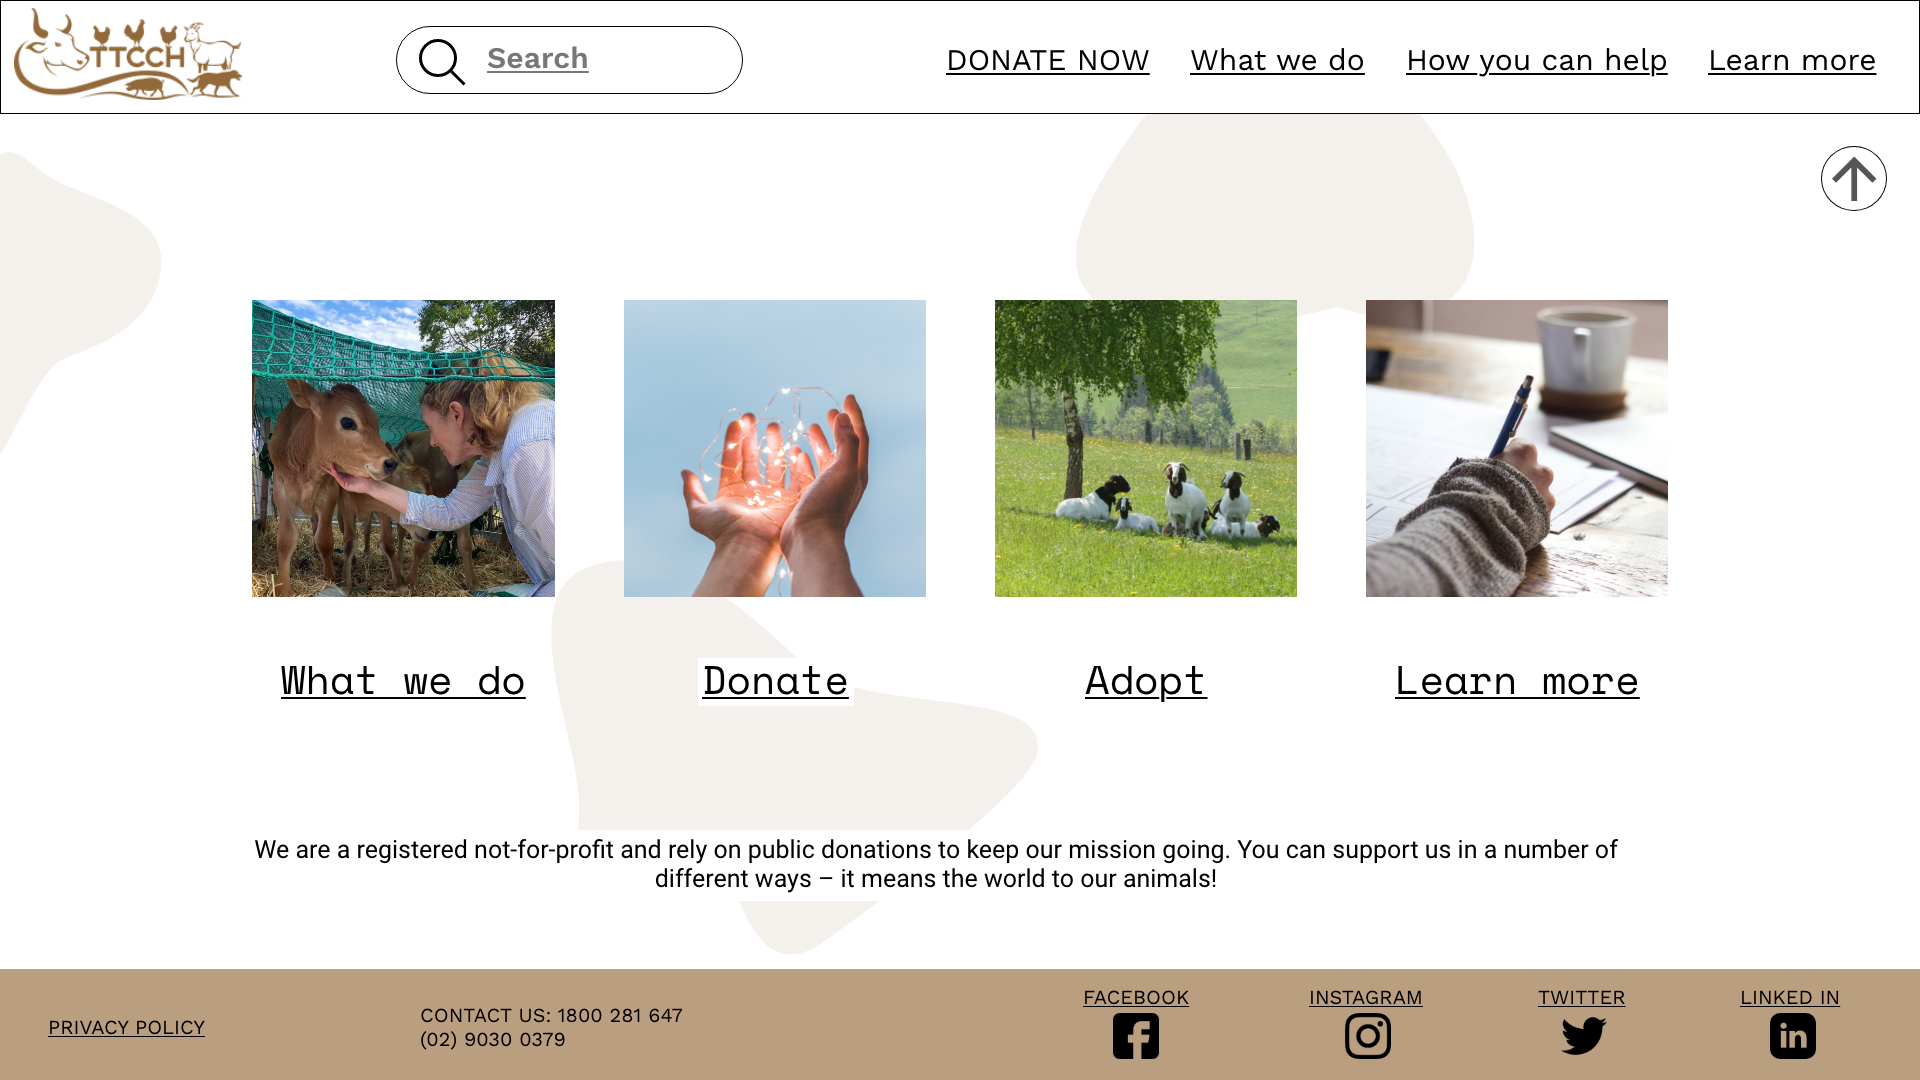 TTCCH
Search
DONATE NOW
What we do
How you can help
Learn more
What we do
Donate
Adopt
Learn more
We are a registered not-for-profit and rely on public donations to keep our mission going. You can support us in a number of
different ways – it means the world to our animals!
PRIVACY POLICY
CONTACT US: 1800 281 647
(02) 9030 0379
FACEBOOK
INSTAGRAM
TWITTER
LINKED IN
in